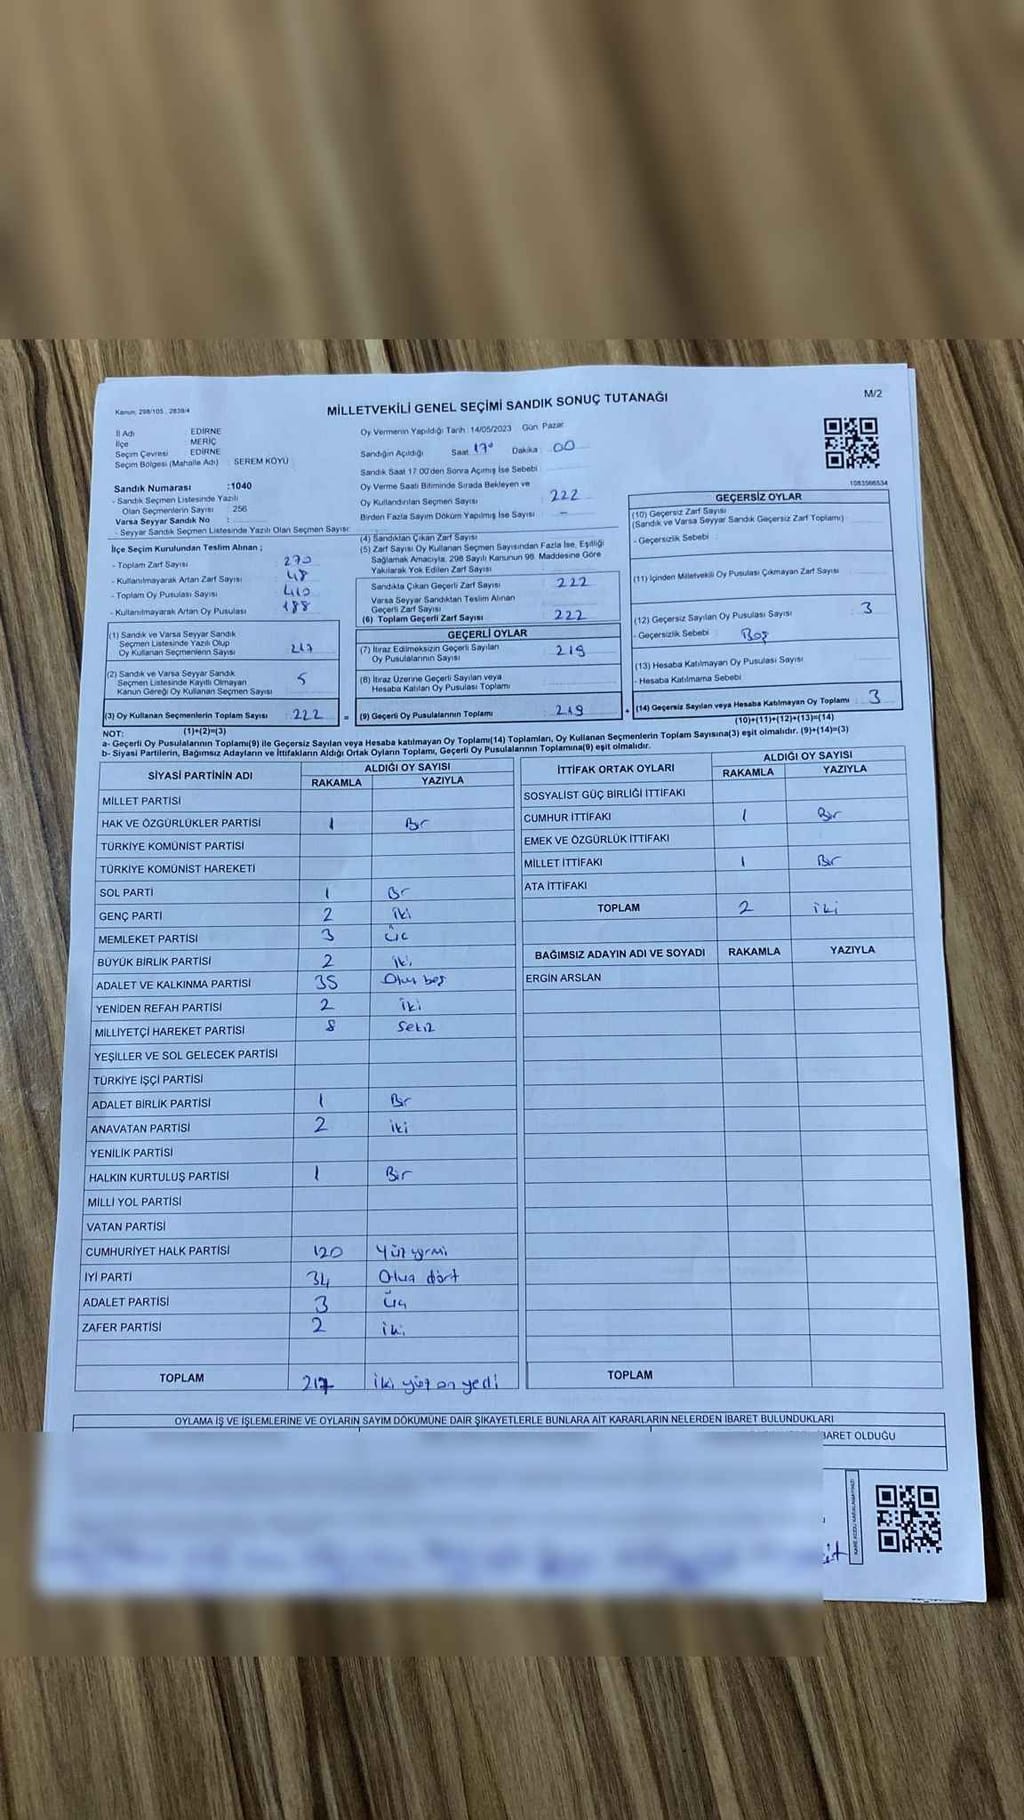 Kanun; 298/105 , 2839/4
MİLLETVEKİLİ GENEL SEÇİMİ SANDIK SONUÇ TUTANAĞI
M/2
İl Adı EDİRNE
İlçe MERİÇ
Seçim Çevresi EDİRNE
Seçim Bölgesi (Mahalle Adı) : SEREM KÖYÜ
Oy Vermenin Yapıldığı Tarih :14/05/2023 Gün Pazar
Sandığın Açıldığı Saat 17° Dakika 00
Sandık Saat 17.00'den Sonra Açılmış İse Sebebi
Oy Verme Saati Bitiminde Sırada Bekleyen ve
Oy Kullandırılan Seçmen Sayısı : 222
Birden Fazla Sayım Döküm Yapılmış İse Sayısı : –
1083566534
Sandık Numarası :1040
- Sandık Seçmen Listesinde Yazılı
Olan Seçmenlerin Sayısı : 256
Varsa Seyyar Sandık No :
- Seyyar Sandık Seçmen Listesinde Yazılı Olan Seçmen Sayısı:
İlçe Seçim Kurulundan Teslim Alınan ;
- Toplam Zarf Sayısı : 270
- Kullanılmayarak Artan Zarf Sayısı : 48
- Toplam Oy Pusulası Sayısı : 410
- Kullanılmayarak Artan Oy Pusulası : 188
(4) Sandıktan Çıkan Zarf Sayısı
(5) Zarf Sayısı Oy Kullanan Seçmen Sayısından Fazla İse, Eşitliği
Sağlamak Amacıyla, 298 Sayılı Kanunun 98. Maddesine Göre
Yakılarak Yok Edilen Zarf Sayısı
Sandıkta Çıkan Geçerli Zarf Sayısı : 222
Varsa Seyyar Sandıktan Teslim Alınan
Geçerli Zarf Sayısı
(6) Toplam Geçerli Zarf Sayısı : 222
GEÇERSİZ OYLAR
(10) Geçersiz Zarf Sayısı
(Sandık ve Varsa Seyyar Sandık Geçersiz Zarf Toplamı)
- Geçersizlik Sebebi :
(11) İçinden Milletvekili Oy Pusulası Çıkmayan Zarf Sayısı
(12) Geçersiz Sayılan Oy Pusulası Sayısı : 3
- Geçersizlik Sebebi : Boş
(13) Hesaba Katılmayan Oy Pusulası Sayısı
- Hesaba Katılmama Sebebi
(14) Geçersiz Sayılan veya Hesaba Katılmayan Oy Toplamı : 3
(10)+(11)+(12)+(13)=(14)
(1) Sandık ve Varsa Seyyar Sandık
Seçmen Listesinde Yazılı Olup
Oy Kullanan Seçmenlerin Sayısı : 217
(2) Sandık ve Varsa Seyyar Sandık
Seçmen Listesinde Kayıtlı Olmayan
Kanun Gereği Oy Kullanan Seçmen Sayısı : 5
(3) Oy Kullanan Seçmenlerin Toplam Sayısı : 222 =
(1)+(2)=(3)
GEÇERLİ OYLAR
(7) İtiraz Edilmeksizin Geçerli Sayılan
Oy Pusulalarının Sayısı : 219
(8) İtiraz Üzerine Geçerli Sayılan veya
Hesaba Katılan Oy Pusulası Toplamı
(9) Geçerli Oy Pusulalarının Toplamı : 219 +
NOT:
a- Geçerli Oy Pusulalarının Toplamı(9) ile Geçersiz Sayılan veya Hesaba katılmayan Oy Toplamı(14) Toplamları, Oy Kullanan Seçmenlerin Toplam Sayısına(3) eşit olmalıdır. (9)+(14)=(3)
b- Siyasi Partilerin, Bağımsız Adayların ve İttifakların Aldığı Ortak Oyların Toplamı, Geçerli Oy Pusulalarının Toplamına(9) eşit olmalıdır.
SİYASİ PARTİNİN ADI ALDIĞI OY SAYISI
RAKAMLA YAZIYLA
MİLLET PARTİSİ
HAK VE ÖZGÜRLÜKLER PARTİSİ 1 Bir
TÜRKİYE KOMÜNİST PARTİSİ
TÜRKİYE KOMÜNİST HAREKETİ
SOL PARTİ 1 Bir
GENÇ PARTİ 2 iki
MEMLEKET PARTİSİ 3 üç
BÜYÜK BİRLİK PARTİSİ 2 iki
ADALET VE KALKINMA PARTİSİ 35 Otuz beş
YENİDEN REFAH PARTİSİ 2 iki
MİLLİYETÇİ HAREKET PARTİSİ 8 Sekiz
YEŞİLLER VE SOL GELECEK PARTİSİ
TÜRKİYE İŞÇİ PARTİSİ
ADALET BİRLİK PARTİSİ 1 Bir
ANAVATAN PARTİSİ 2 iki
YENİLİK PARTİSİ
HALKIN KURTULUŞ PARTİSİ 1 Bir
MİLLİ YOL PARTİSİ
VATAN PARTİSİ
CUMHURİYET HALK PARTİSİ 120 Yüz yirmi
İYİ PARTİ 34 Otuz dört
ADALET PARTİSİ 3 üç
ZAFER PARTİSİ 2 iki
TOPLAM 217 iki yüz on yedi
İTTİFAK ORTAK OYLARI ALDIĞI OY SAYISI
RAKAMLA YAZIYLA
SOSYALİST GÜÇ BİRLİĞİ İTTİFAKI
CUMHUR İTTİFAKI 1 Bir
EMEK VE ÖZGÜRLÜK İTTİFAKI
MİLLET İTTİFAKI 1 Bir
ATA İTTİFAKI
TOPLAM 2 iki
BAĞIMSIZ ADAYIN ADI VE SOYADI RAKAMLA YAZIYLA
ERGİN ARSLAN
TOPLAM
OYLAMA İŞ VE İŞLEMLERİNE VE OYLARIN SAYIM DÖKÜMÜNE DAİR ŞİKAYETLERLE BUNLARA AİT KARARLARIN NELERDEN İBARET BULUNDUKLARI
İBARET OLDUĞU